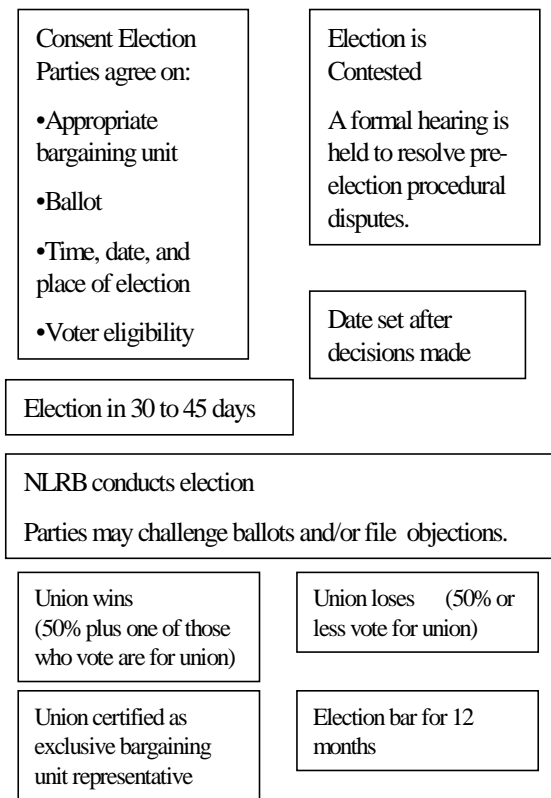 Consent Election
Parties agree on:
•Appropriate
bargaining unit
•Ballot
•Time, date, and
place of election
•Voter eligibility
Election is
Contested
A formal hearing is
held to resolve pre-
election procedural
disputes.
Date set after
decisions made
Election in 30 to 45 days
NLRB conducts election
Parties may challenge ballots and/or file objections.
Union wins
(50% plus one of those
who vote are for union)
Union loses (50% or
less vote for union)
Union certified as
exclusive bargaining
unit representative
Election bar for 12
months